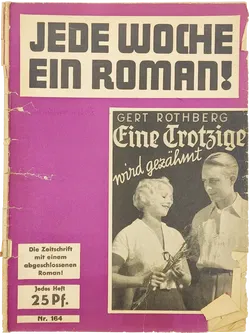 JEDE WOCHE
EIN ROMAN!
GERT ROTHBERG
Eine Trotzige
wird gezähmt
Die Zeitschrift
mit einem
abgeschlossenen
Roman!
Jedes Heft
25 Pf.
Nr. 164